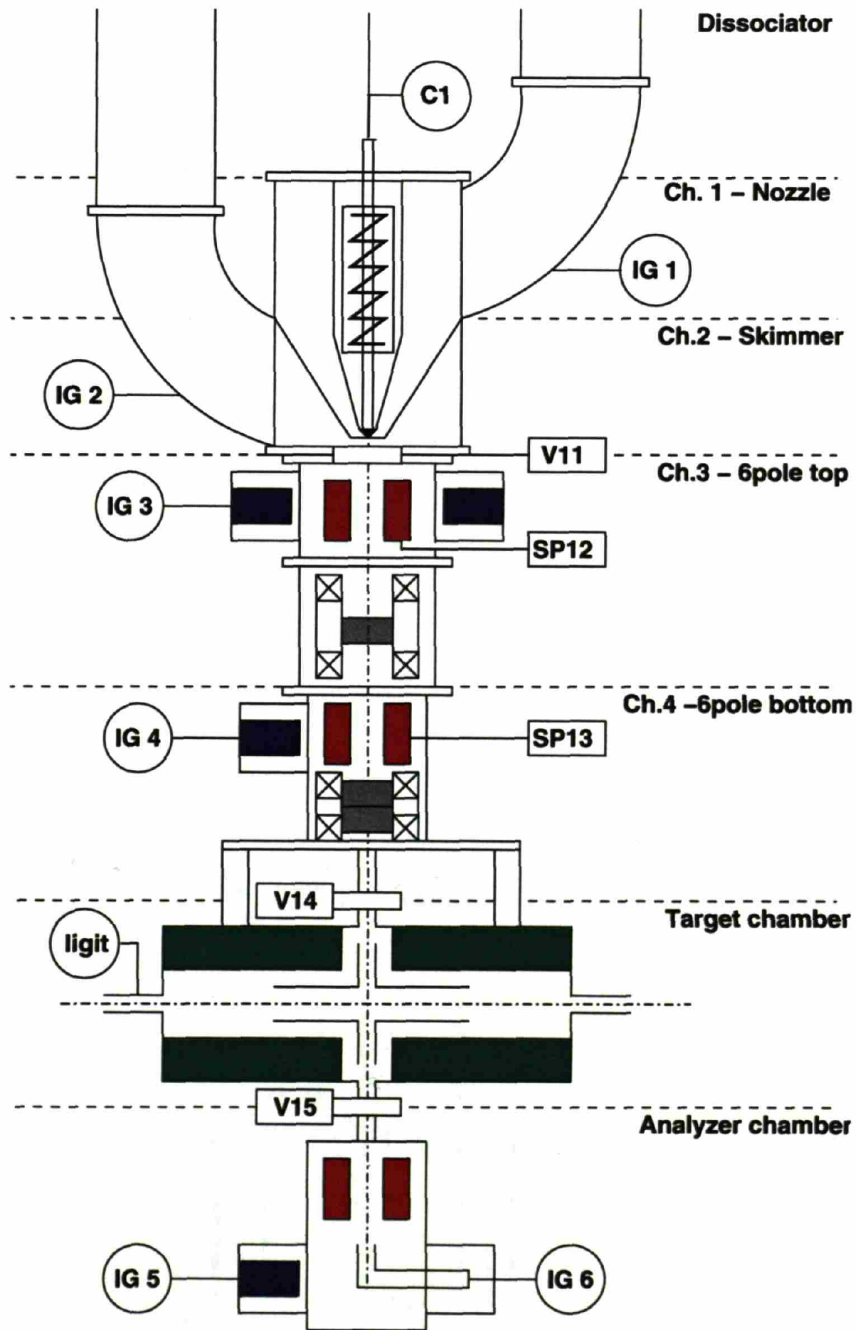 Dissociator
C1
Ch. 1 – Nozzle
IG 1
Ch.2 – Skimmer
IG 2
V11
Ch.3 – 6pole top
IG 3
SP12
Ch.4 –6pole bottom
IG 4
SP13
V14
Target chamber
ligit
V15
Analyzer chamber
IG 5
IG 6